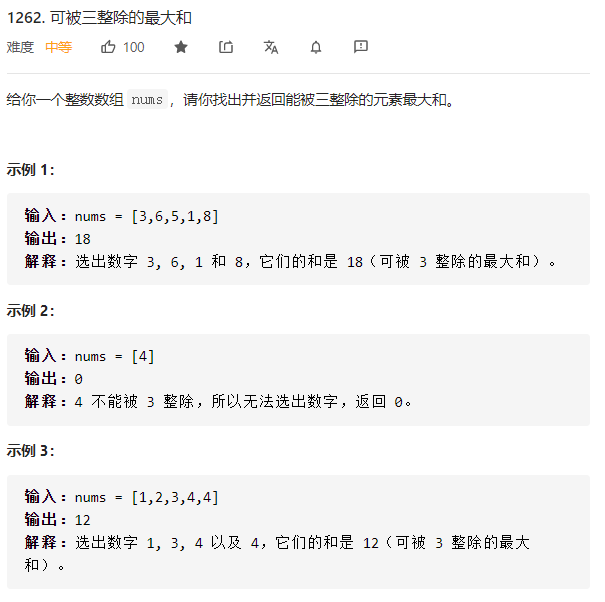 1262. 可被三整除的最大和
难度 中等 100
给你一个整数数组 nums，请你找出并返回能被三整除的元素最大和。
示例 1：
输入：nums = [3,6,5,1,8]
输出：18
解释：选出数字 3, 6, 1 和 8，它们的和是 18（可被 3 整除的最大和）。
示例 2：
输入：nums = [4]
输出：0
解释：4 不能被 3 整除，所以无法选出数字，返回 0。
示例 3：
输入：nums = [1,2,3,4,4]
输出：12
解释：选出数字 1, 3, 4 以及 4，它们的和是 12（可被 3 整除的最大
和）。